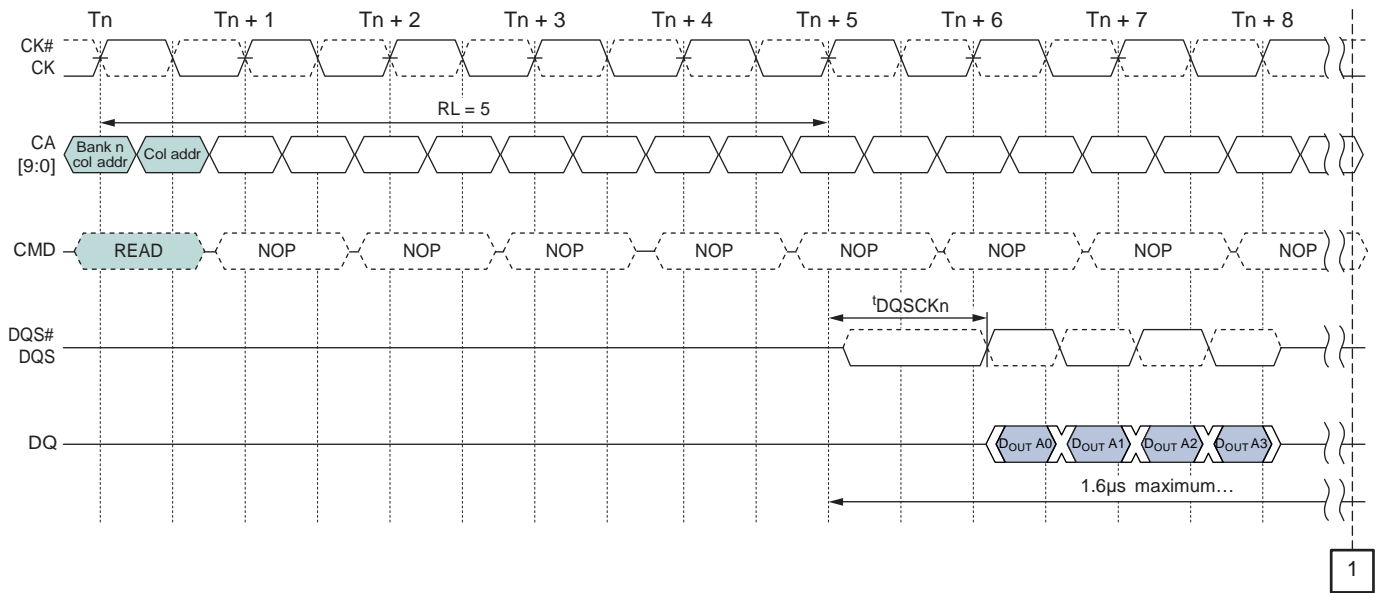 Tn Tn + 1 Tn + 2 Tn + 3 Tn + 4 Tn + 5 Tn + 6 Tn + 7 Tn + 8
CK#
CK
RL = 5
CA
[9:0]
Bank n
col addr
Col addr
CMD READ NOP NOP NOP NOP NOP NOP NOP NOP
tDQSCKn
DQS#
DQS
DQ DOUT A0 DOUT A1 DOUT A2 DOUT A3
1.6µs maximum…
1